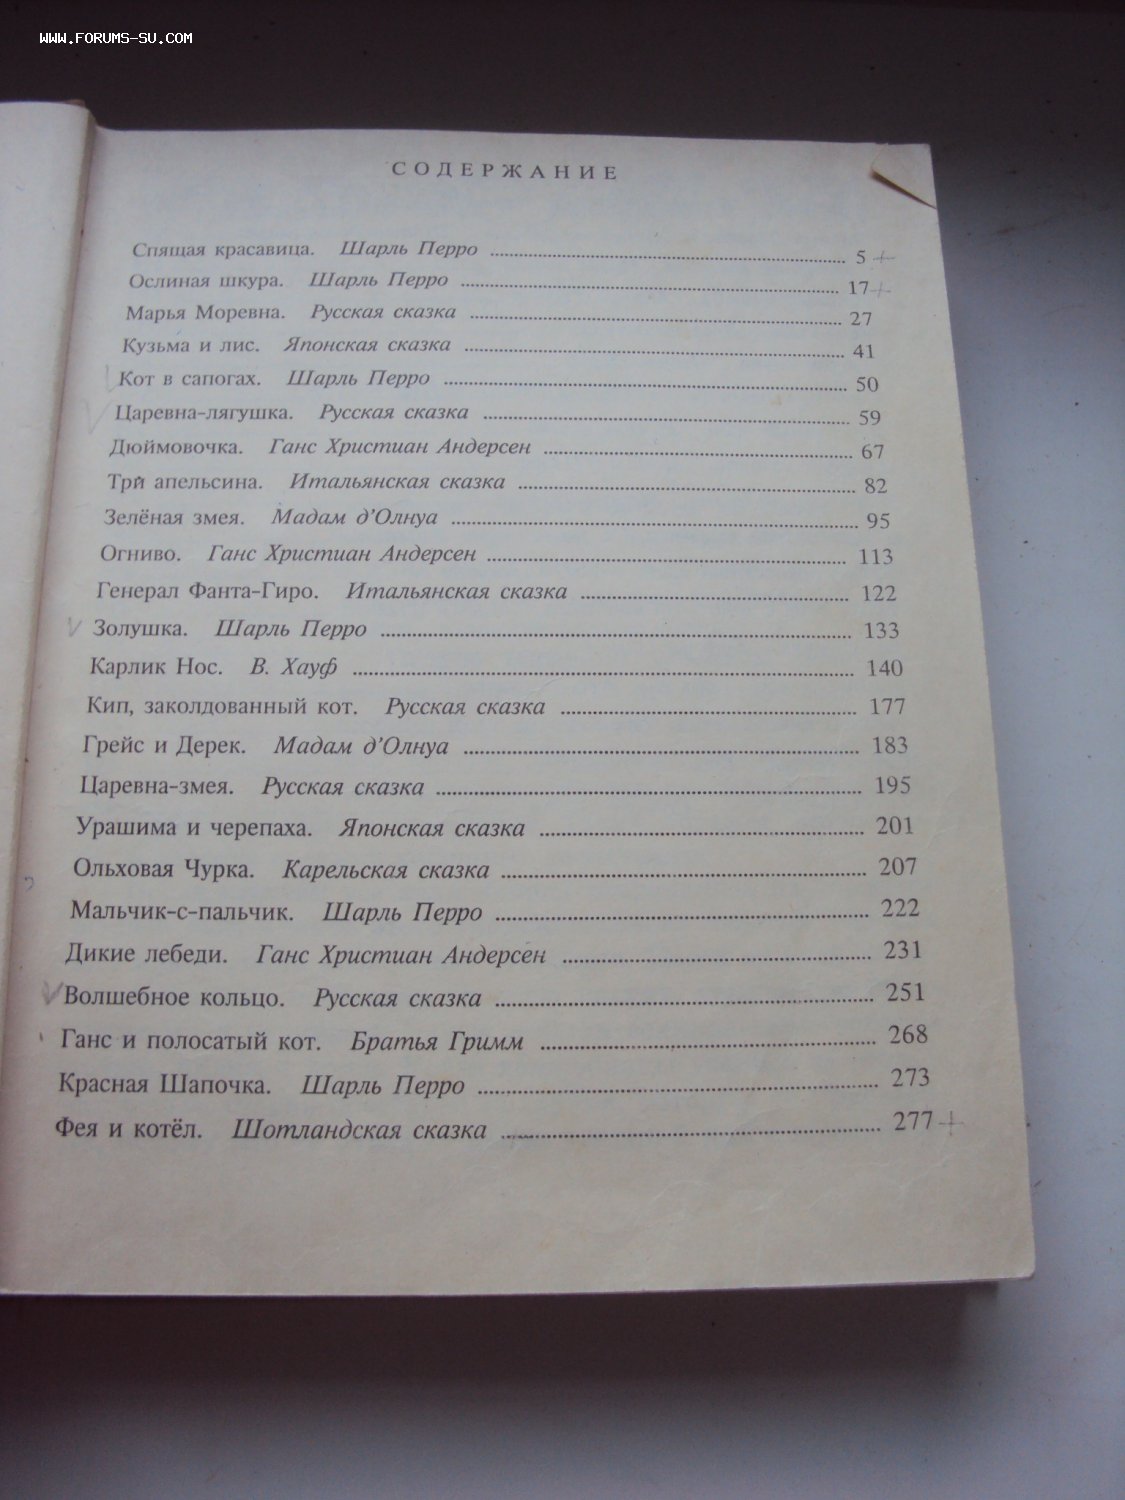 WWW.FORUMS-SU.COM
СОДЕРЖАНИЕ
Спящая красавица. Шарль Перро ........ 5 +
Ослиная шкура. Шарль Перро ........ 17 +
Марья Моревна. Русская сказка ........ 27
Кузьма и лис. Японская сказка ........ 41
Кот в сапогах. Шарль Перро ........ 50
Царевна-лягушка. Русская сказка ........ 59
Дюймовочка. Ганс Христиан Андерсен ........ 67
Три апельсина. Итальянская сказка ........ 82
Зелёная змея. Мадам д’Олнуа ........ 95
Огниво. Ганс Христиан Андерсен ........ 113
Генерал Фанта-Гиро. Итальянская сказка ........ 122
Золушка. Шарль Перро ........ 133
Карлик Нос. В. Хауф ........ 140
Кип, заколдованный кот. Русская сказка ........ 177
Грейс и Дерек. Мадам д’Олнуа ........ 183
Царевна-змея. Русская сказка ........ 195
Урашима и черепаха. Японская сказка ........ 201
Ольховая Чурка. Карельская сказка ........ 207
Мальчик-с-пальчик. Шарль Перро ........ 222
Дикие лебеди. Ганс Христиан Андерсен ........ 231
Волшебное кольцо. Русская сказка ........ 251
Ганс и полосатый кот. Братья Гримм ........ 268
Красная Шапочка. Шарль Перро ........ 273
Фея и котёл. Шотландская сказка ........ 277 +